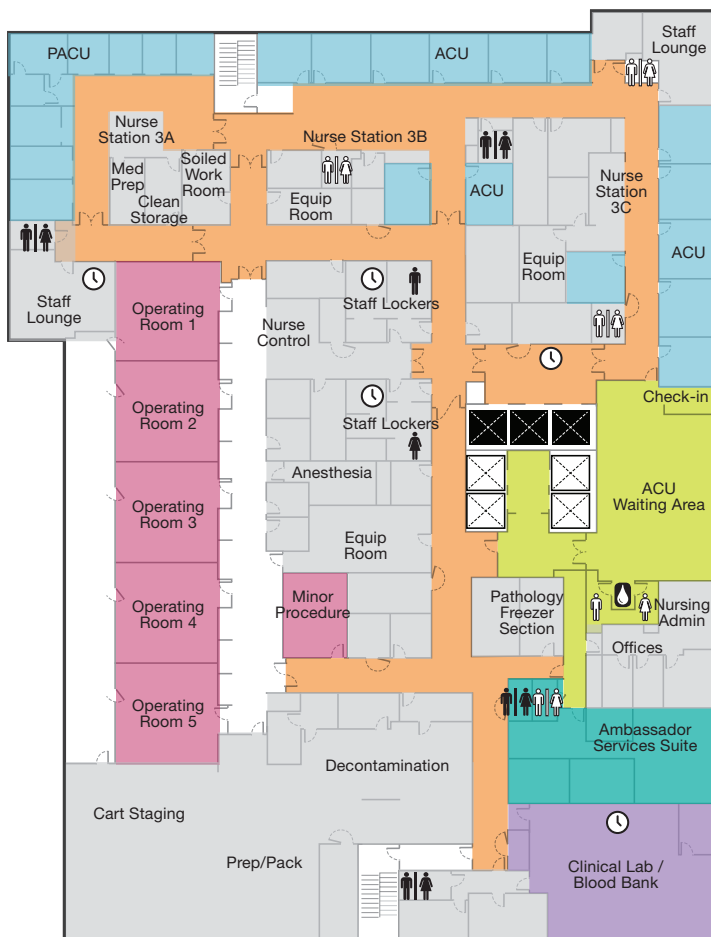 Staff
Lounge
PACU
ACU
Nurse
Station 3A
Nurse Station 3B
Med
Prep
Soiled
Work
Room
Clean
Storage
Equip
Room
ACU
Nurse
Station
3C
Equip
Room
ACU
Staff
Lounge
Operating
Room 1
Nurse
Control
Staff Lockers
Check-in
Operating
Room 2
Staff Lockers
Anesthesia
ACU
Waiting Area
Operating
Room 3
Equip
Room
Operating
Room 4
Minor
Procedure
Pathology
Freezer
Section
Nursing
Admin
Offices
Operating
Room 5
Ambassador
Services Suite
Decontamination
Cart Staging
Prep/Pack
Clinical Lab /
Blood Bank